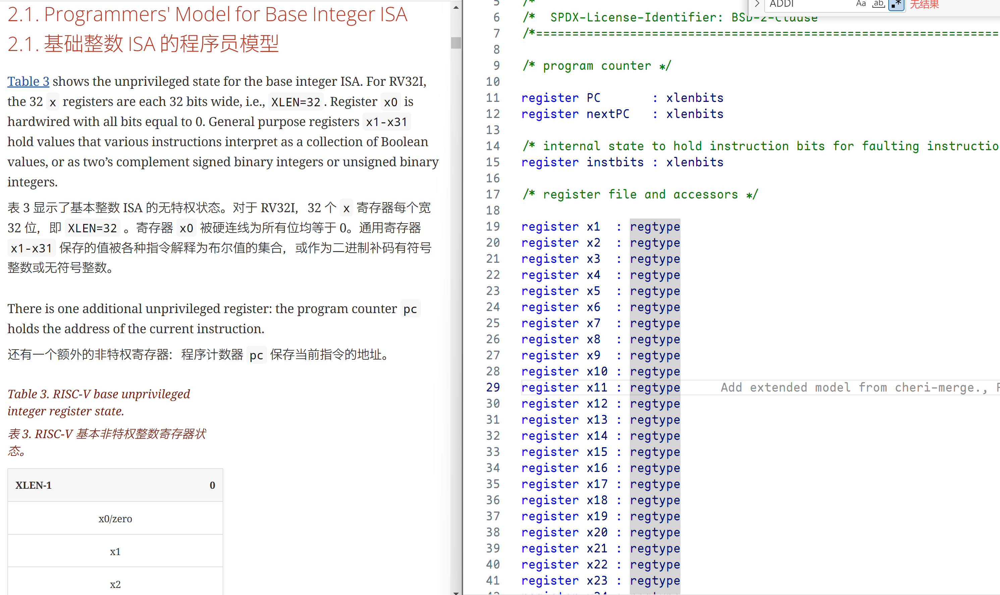 2.1. Programmers' Model for Base Integer ISA
2.1. 基础整数 ISA 的程序员模型
Table 3 shows the unprivileged state for the base integer ISA. For RV32I,
the 32 x registers are each 32 bits wide, i.e., XLEN=32. Register x0 is
hardwired with all bits equal to 0. General purpose registers x1-x31
hold values that various instructions interpret as a collection of Boolean
values, or as two’s complement signed binary integers or unsigned binary
integers.
表 3 显示了基本整数 ISA 的无特权状态。对于 RV32I，32 个 x 寄存器每个宽
32 位，即 XLEN=32 。寄存器 x0 被硬连线为所有位均等于 0。通用寄存器
x1-x31 保存的值被各种指令解释为布尔值的集合，或作为二进制补码有符号
整数或无符号整数。
There is one additional unprivileged register: the program counter pc
holds the address of the current instruction.
还有一个额外的非特权寄存器：程序计数器 pc 保存当前指令的地址。
Table 3. RISC-V base unprivileged
integer register state.
表 3. RISC-V 基本非特权整数寄存器状
态。
XLEN-1 0
x0/zero
x1
x2
ADDI Aa ab .* 无结果
5 /*
6 /* SPDX-License-Identifier: BSD-2-Clause
7 /*================================================================
8
9 /* program counter */
10
11 register PC : xlenbits
12 register nextPC : xlenbits
13
14 /* internal state to hold instruction bits for faulting instructio
15 register instbits : xlenbits
16
17 /* register file and accessors */
18
19 register x1 : regtype
20 register x2 : regtype
21 register x3 : regtype
22 register x4 : regtype
23 register x5 : regtype
24 register x6 : regtype
25 register x7 : regtype
26 register x8 : regtype
27 register x9 : regtype
28 register x10 : regtype
29 register x11 : regtype Add extended model from cheri-merge.,
30 register x12 : regtype
31 register x13 : regtype
32 register x14 : regtype
33 register x15 : regtype
34 register x16 : regtype
35 register x17 : regtype
36 register x18 : regtype
37 register x19 : regtype
38 register x20 : regtype
39 register x21 : regtype
40 register x22 : regtype
41 register x23 : regtype